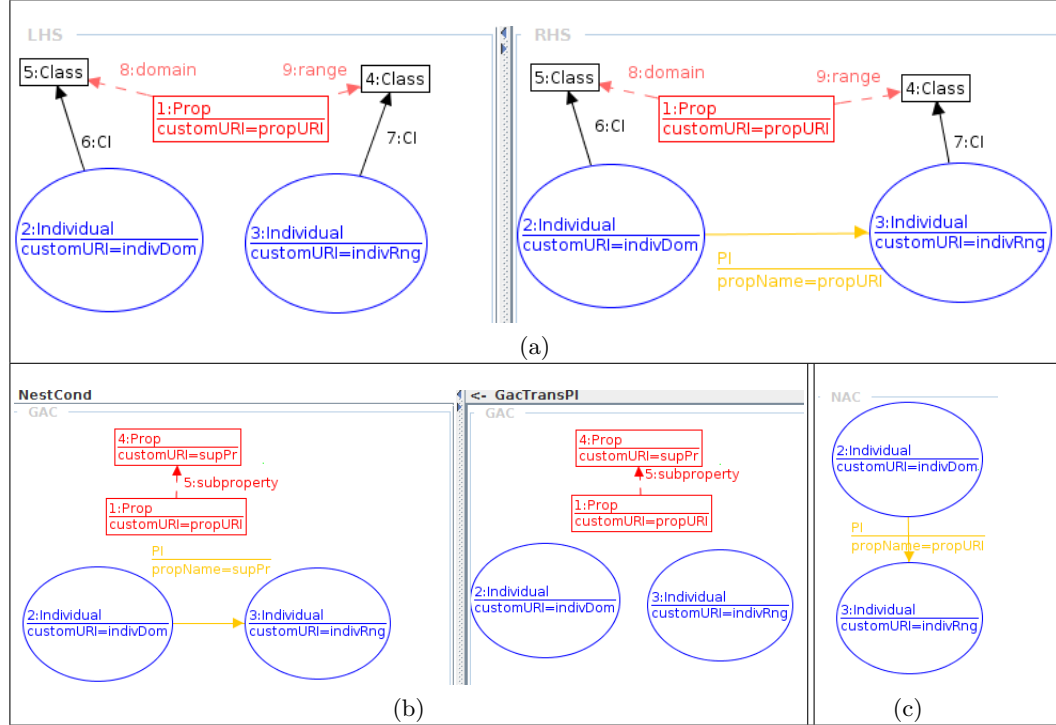 LHS
5:Class
8:domain
9:range
4:Class
1:Prop
customURI=propURI
6:CI
7:CI
2:Individual
customURI=indivDom
3:Individual
customURI=indivRng
RHS
5:Class
8:domain
9:range
4:Class
1:Prop
customURI=propURI
6:CI
7:CI
2:Individual
customURI=indivDom
3:Individual
customURI=indivRng
PI
propName=propURI
(a)
NestCond
GAC
4:Prop
customURI=supPr
5:subproperty
1:Prop
customURI=propURI
PI
propName=supPr
2:Individual
customURI=indivDom
3:Individual
customURI=indivRng
<- GacTransPI
GAC
4:Prop
customURI=supPr
5:subproperty
1:Prop
customURI=propURI
2:Individual
customURI=indivDom
3:Individual
customURI=indivRng
(b)
NAC
2:Individual
customURI=indivDom
PI
propName=propURI
3:Individual
customURI=indivRng
(c)